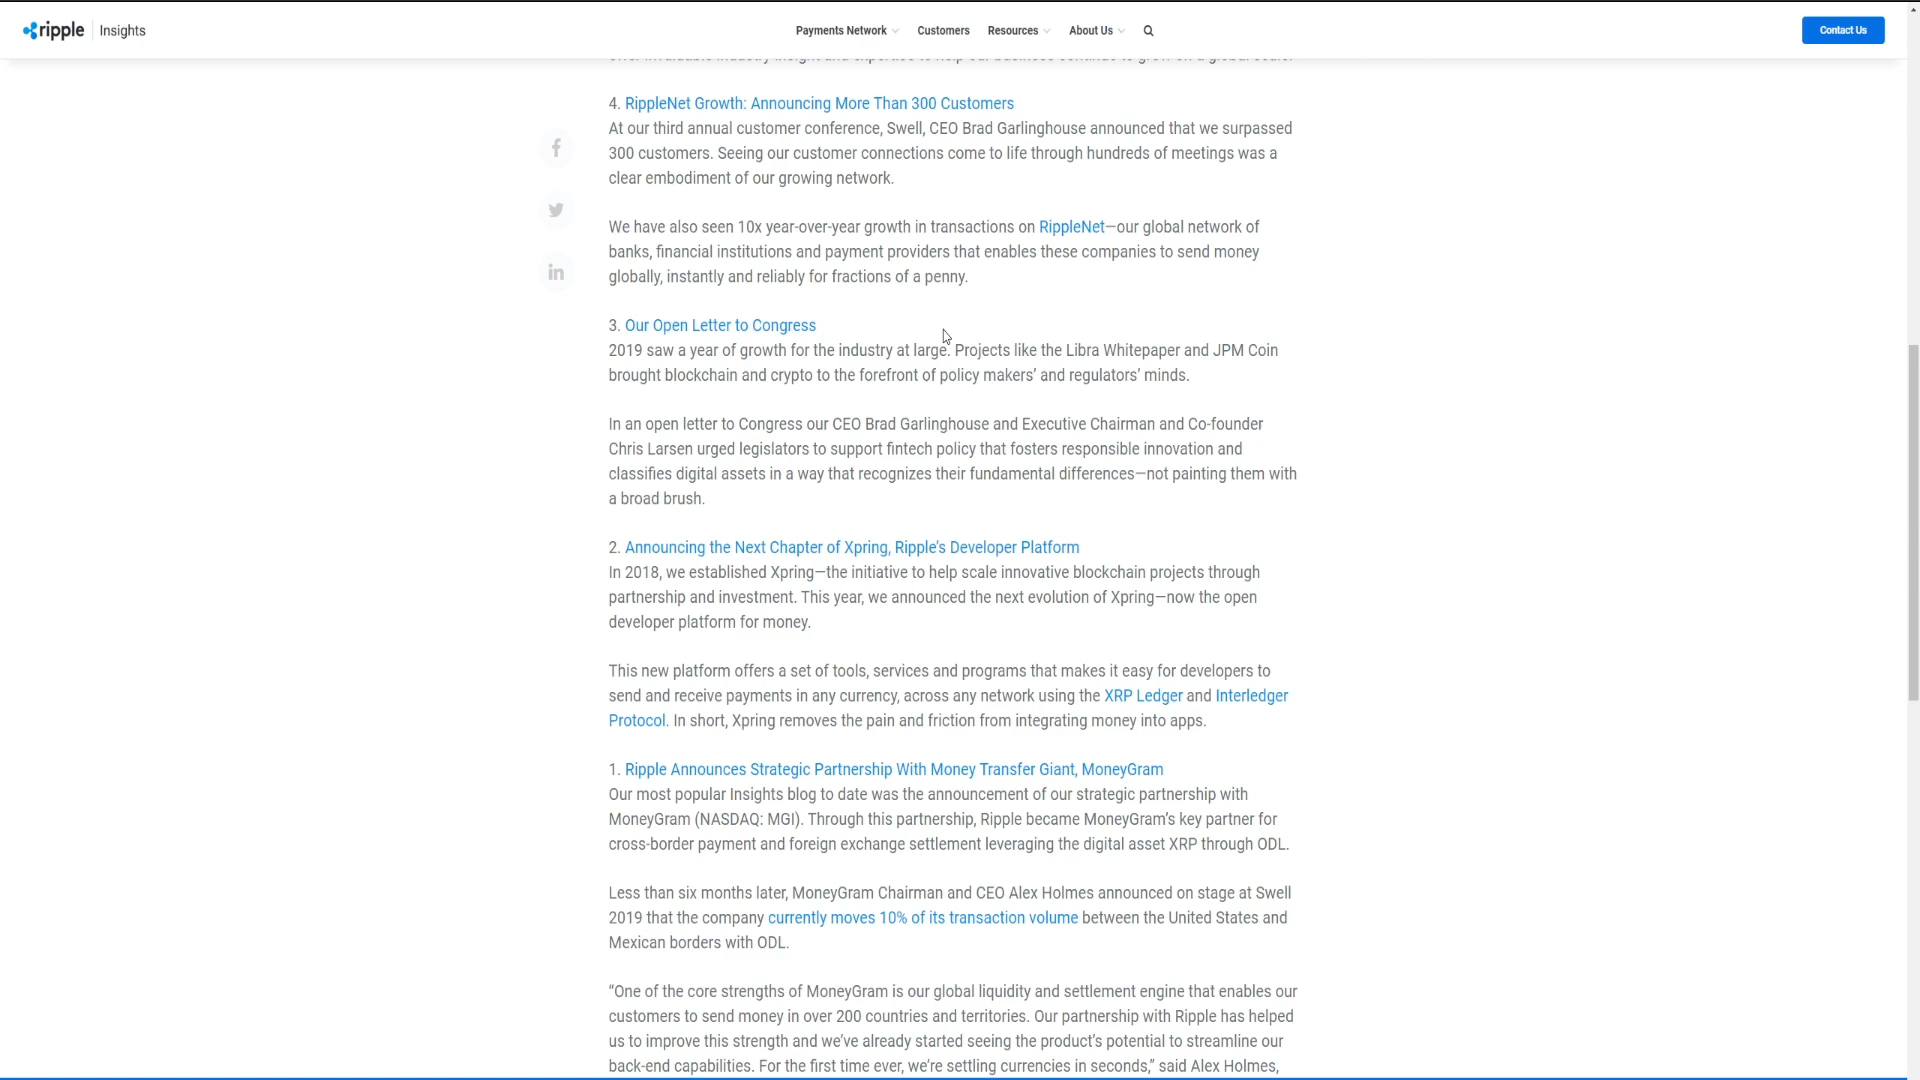 ripple Insights
Payments Network
Customers
Resources
About Us
Contact Us
offer invaluable industry insight and expertise to help our business continue to grow on a global scale.
4. RippleNet Growth: Announcing More Than 300 Customers
At our third annual customer conference, Swell, CEO Brad Garlinghouse announced that we surpassed
300 customers. Seeing our customer connections come to life through hundreds of meetings was a
clear embodiment of our growing network.
We have also seen 10x year-over-year growth in transactions on RippleNet—our global network of
banks, financial institutions and payment providers that enables these companies to send money
globally, instantly and reliably for fractions of a penny.
3. Our Open Letter to Congress
2019 saw a year of growth for the industry at large. Projects like the Libra Whitepaper and JPM Coin
brought blockchain and crypto to the forefront of policy makers’ and regulators’ minds.
In an open letter to Congress our CEO Brad Garlinghouse and Executive Chairman and Co-founder
Chris Larsen urged legislators to support fintech policy that fosters responsible innovation and
classifies digital assets in a way that recognizes their fundamental differences—not painting them with
a broad brush.
2. Announcing the Next Chapter of Xpring, Ripple’s Developer Platform
In 2018, we established Xpring—the initiative to help scale innovative blockchain projects through
partnership and investment. This year, we announced the next evolution of Xpring—now the open
developer platform for money.
This new platform offers a set of tools, services and programs that makes it easy for developers to
send and receive payments in any currency, across any network using the XRP Ledger and Interledger
Protocol. In short, Xpring removes the pain and friction from integrating money into apps.
1. Ripple Announces Strategic Partnership With Money Transfer Giant, MoneyGram
Our most popular Insights blog to date was the announcement of our strategic partnership with
MoneyGram (NASDAQ: MGI). Through this partnership, Ripple became MoneyGram’s key partner for
cross-border payment and foreign exchange settlement leveraging the digital asset XRP through ODL.
Less than six months later, MoneyGram Chairman and CEO Alex Holmes announced on stage at Swell
2019 that the company currently moves 10% of its transaction volume between the United States and
Mexican borders with ODL.
“One of the core strengths of MoneyGram is our global liquidity and settlement engine that enables our
customers to send money in over 200 countries and territories. Our partnership with Ripple has helped
us to improve this strength and we’ve already started seeing the product’s potential to streamline our
back-end capabilities. For the first time ever, we’re settling currencies in seconds,” said Alex Holmes,